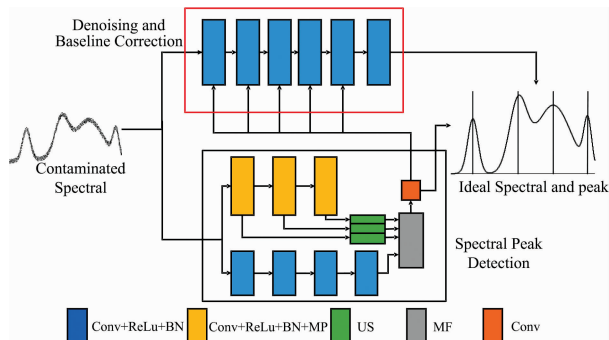 Denoising and
Baseline Correction
Contaminated
Spectral
Ideal Spectral and peak
Spectral Peak
Detection
Conv+ReLu+BN
Conv+ReLu+BN+MP
US
MF
Conv